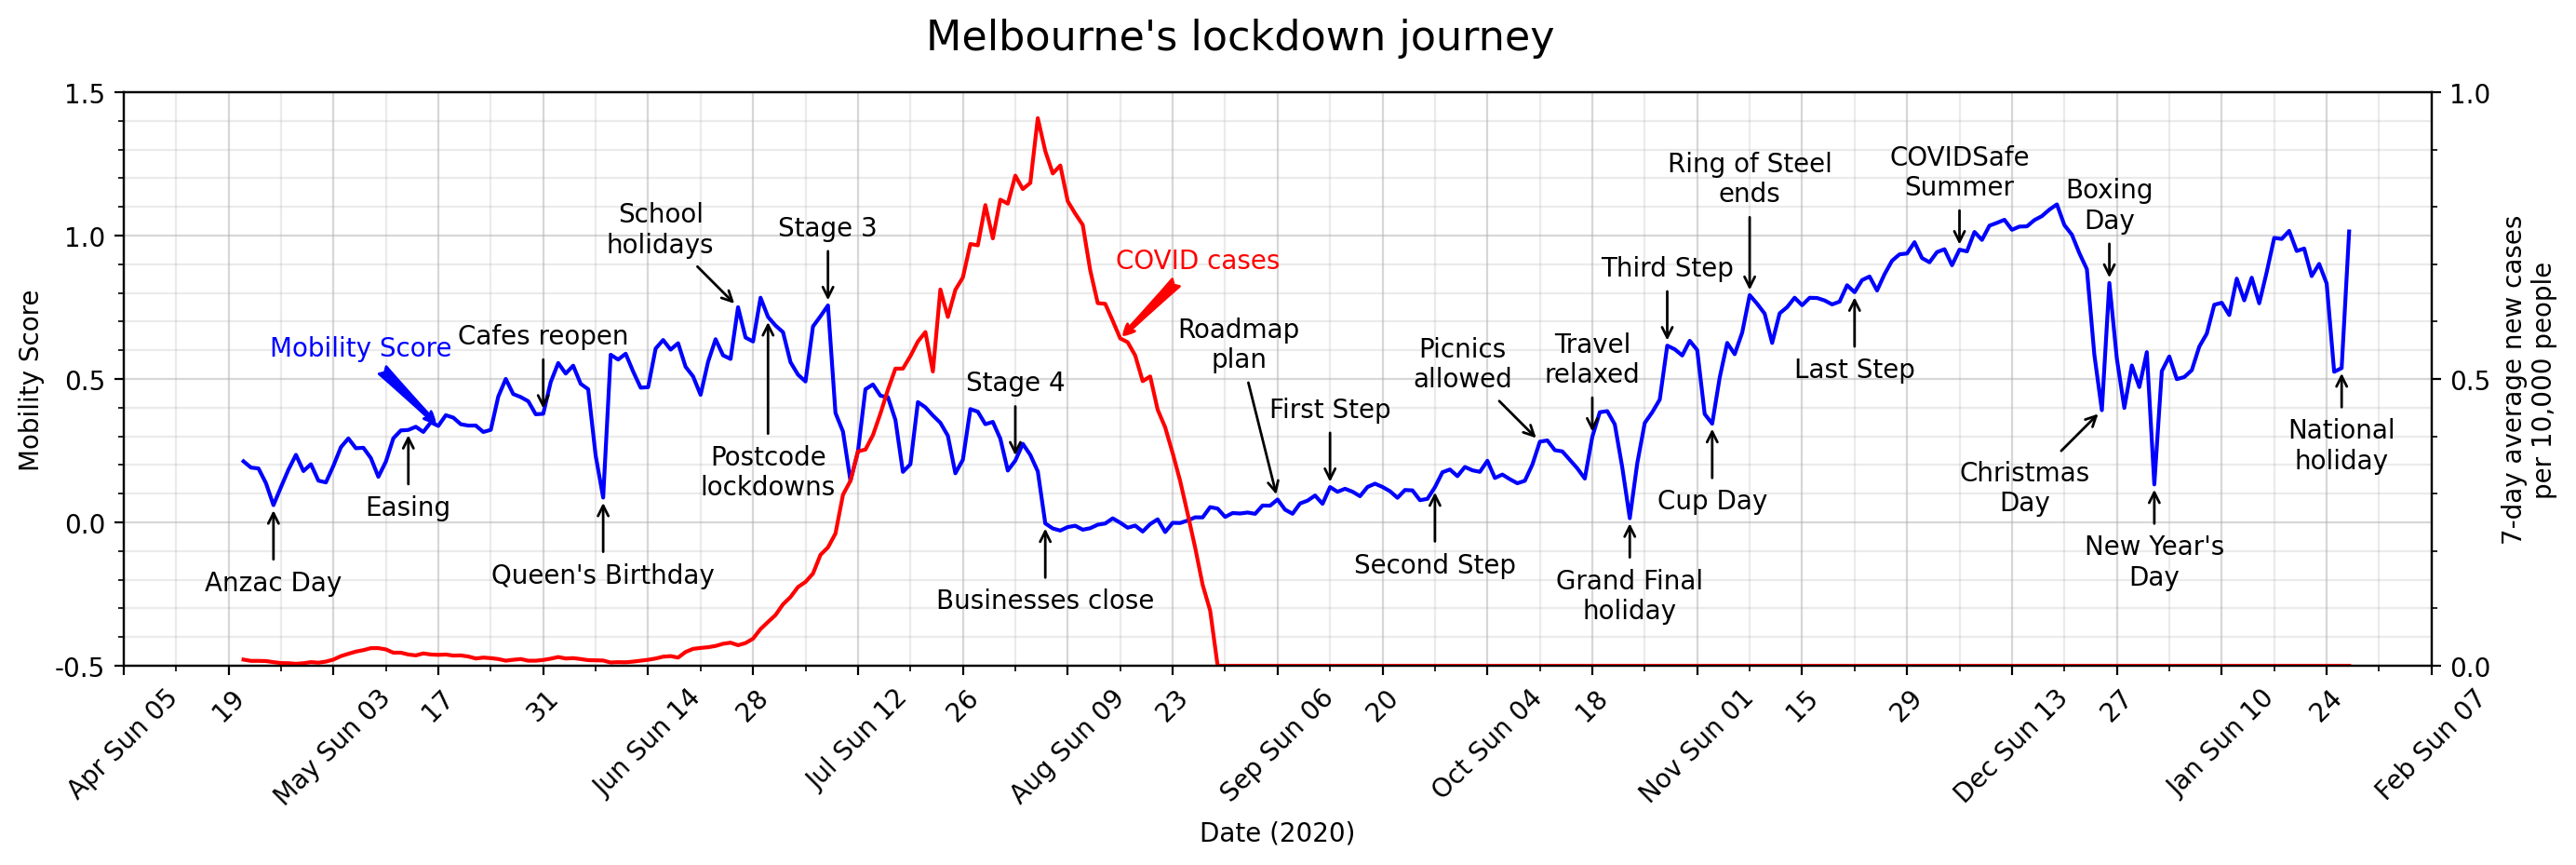 Melbourne's lockdown journey
1.5
1.0
0.5
0.0
-0.5
Mobility Score
1.0
0.5
0.0
7-day average new cases
per 10,000 people
Mobility Score
COVID cases
Anzac Day
Easing
Cafes reopen
Queen's Birthday
School
holidays
Postcode
lockdowns
Stage 3
Stage 4
Businesses close
Roadmap
plan
First Step
Second Step
Picnics
allowed
Travel
relaxed
Grand Final
holiday
Third Step
Cup Day
Ring of Steel
ends
Last Step
COVIDSafe
Summer
Christmas
Day
Boxing
Day
New Year's
Day
National
holiday
Apr Sun 05
19
May Sun 03
17
31
Jun Sun 14
28
Jul Sun 12
26
Aug Sun 09
23
Sep Sun 06
20
Oct Sun 04
18
Nov Sun 01
15
29
Dec Sun 13
27
Jan Sun 10
24
Feb Sun 07
Date (2020)